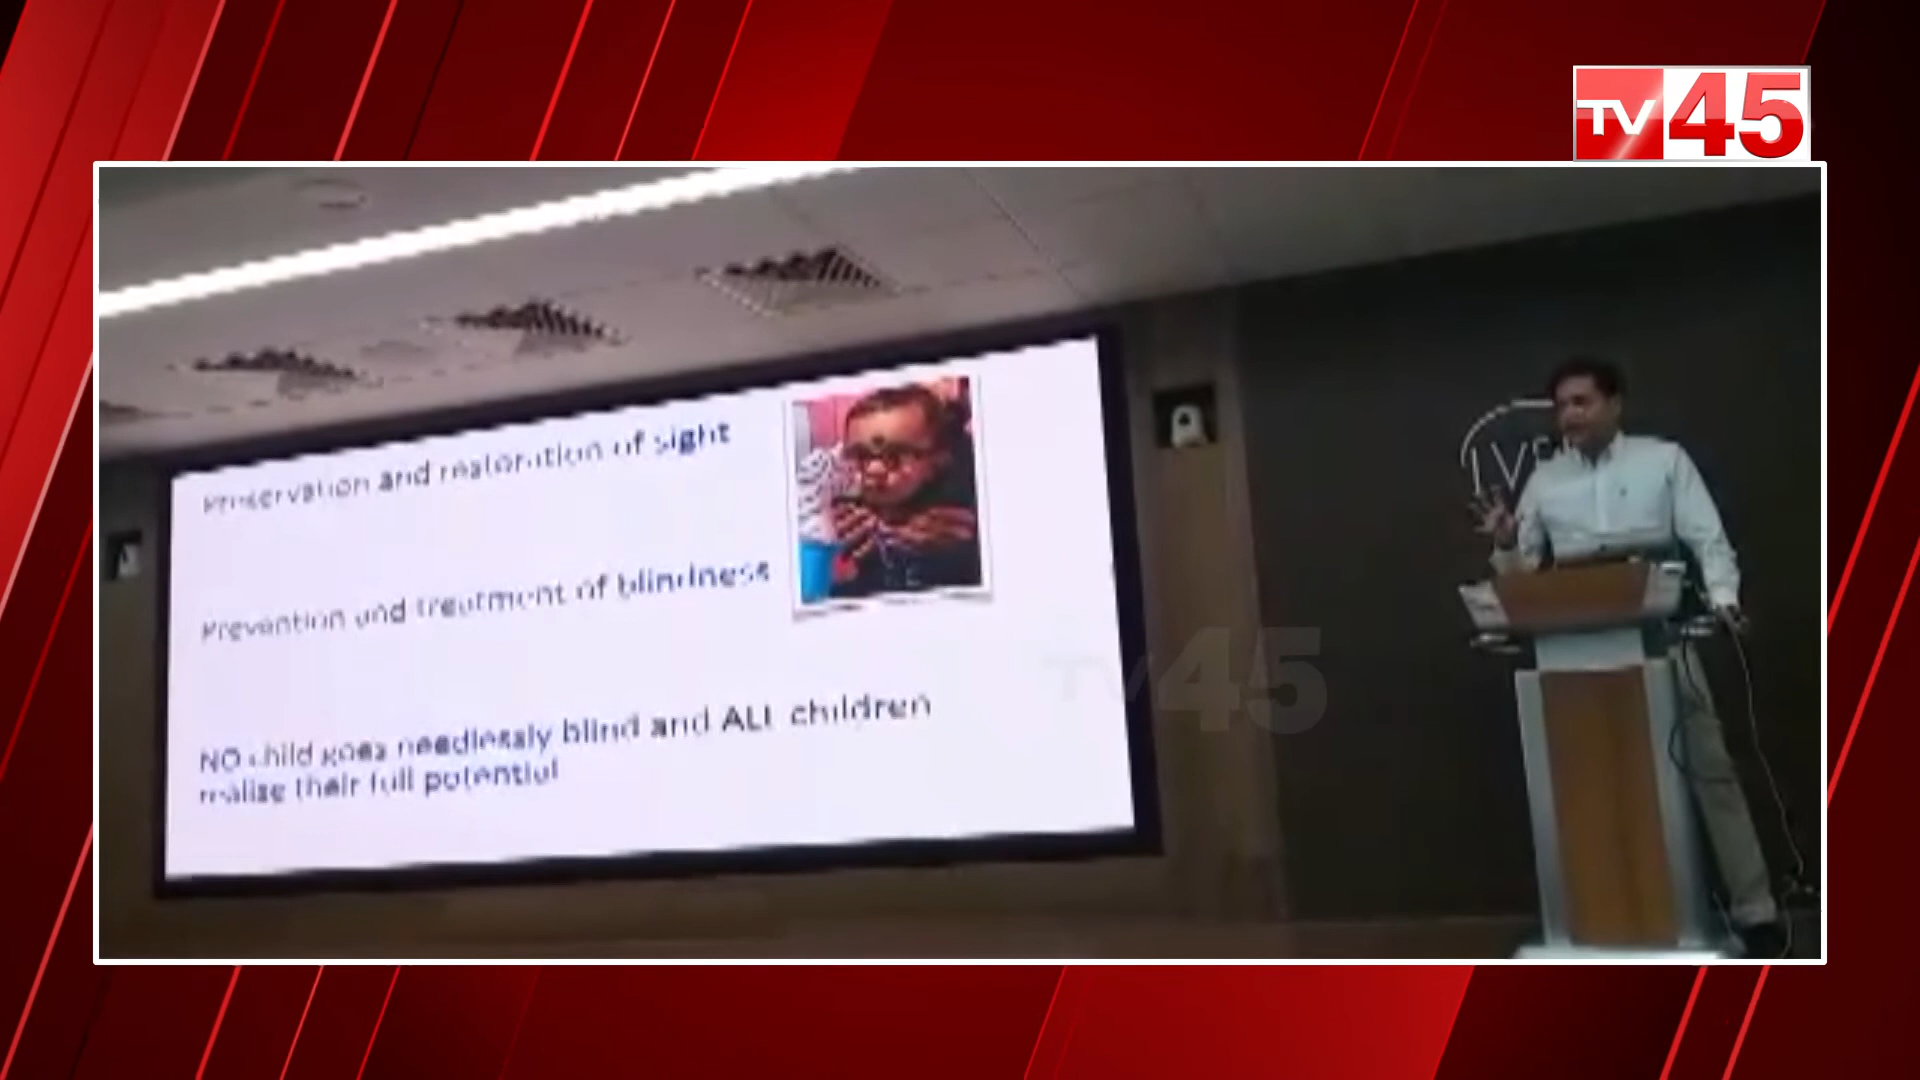 TV45
Preservation and restoration of sight
Prevention and treatment of blindness
NO child goes needlessly blind and ALL children
realise their full potential
TV45